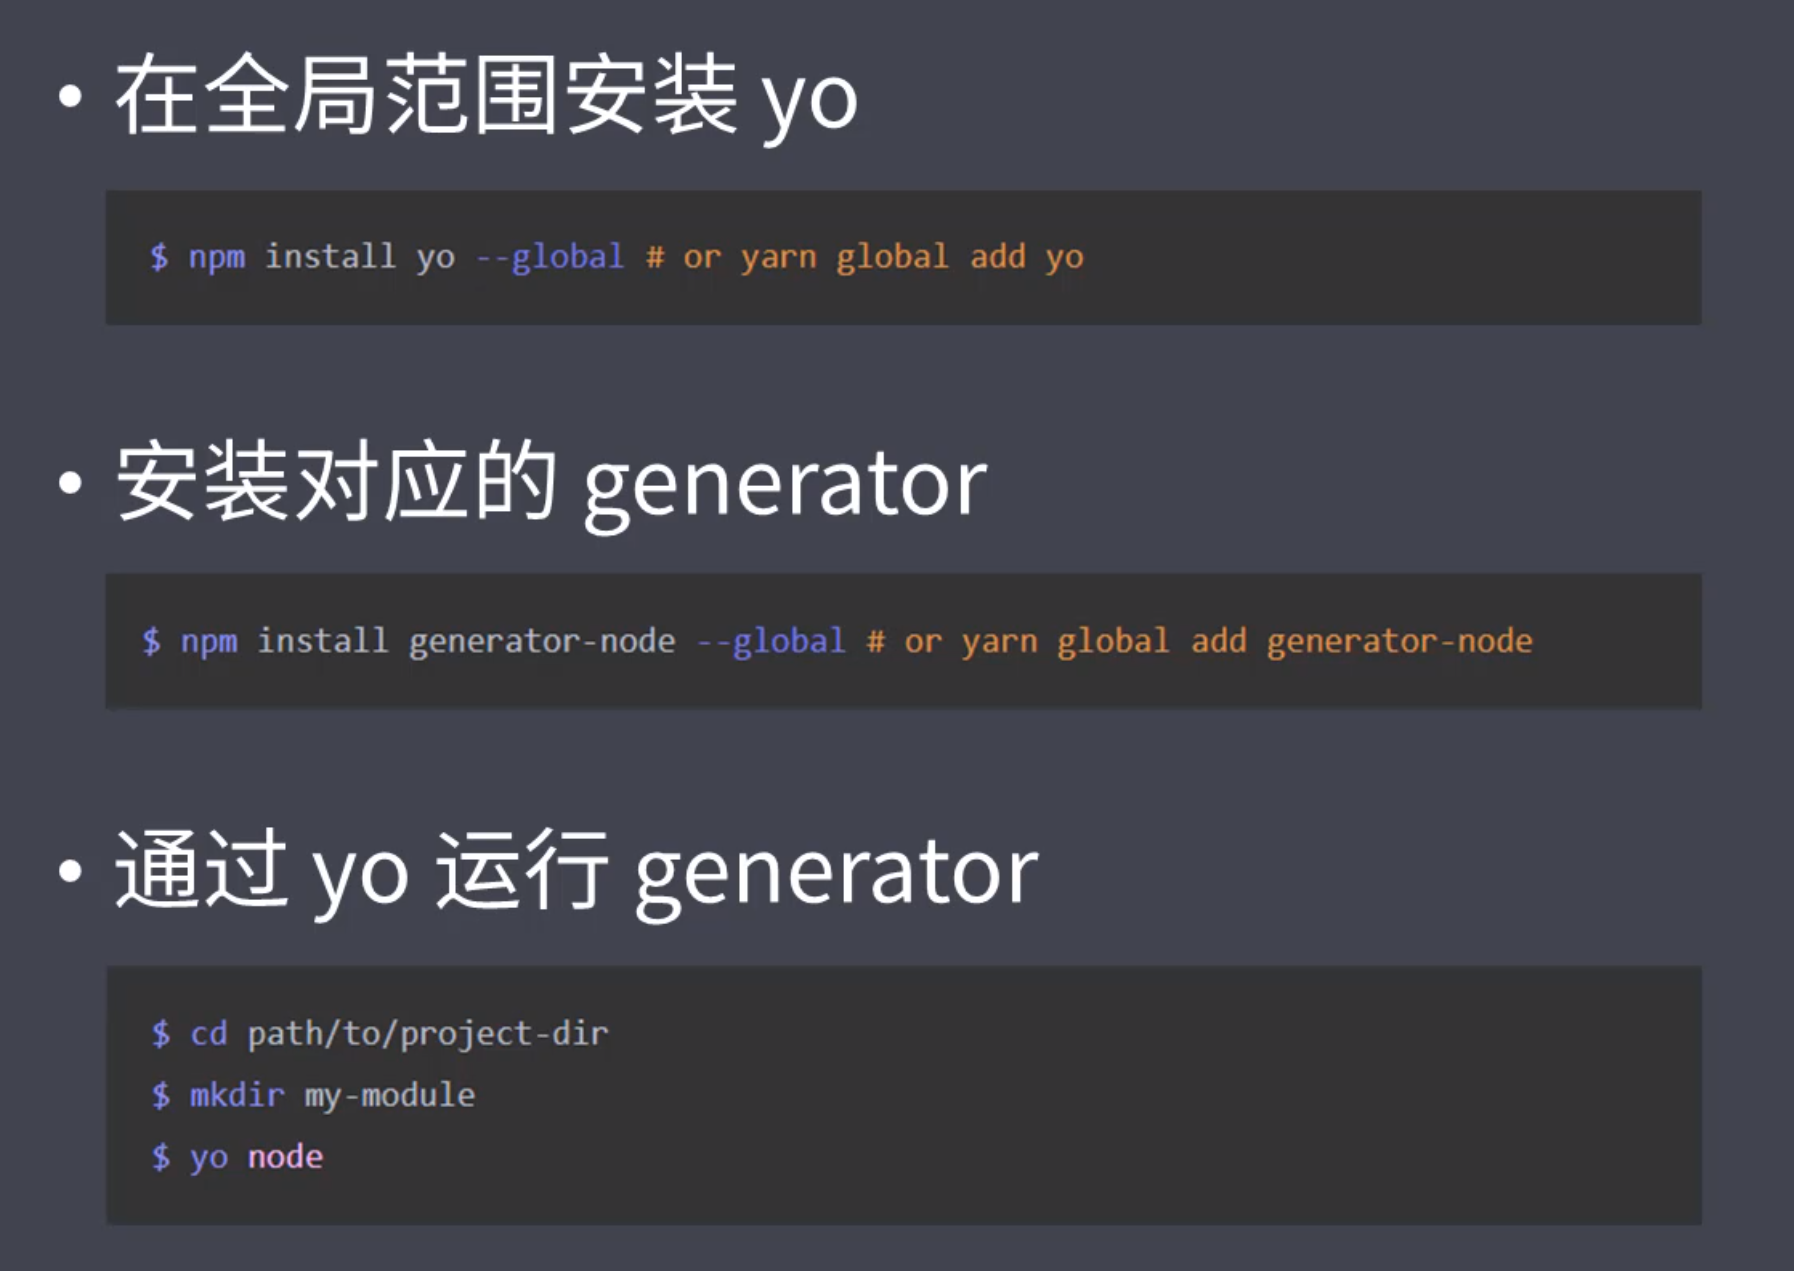 • 在全局范围安装 yo
$ npm install yo --global # or yarn global add yo
• 安装对应的 generator
$ npm install generator-node --global # or yarn global add generator-node
• 通过 yo 运行 generator
$ cd path/to/project-dir
$ mkdir my-module
$ yo node